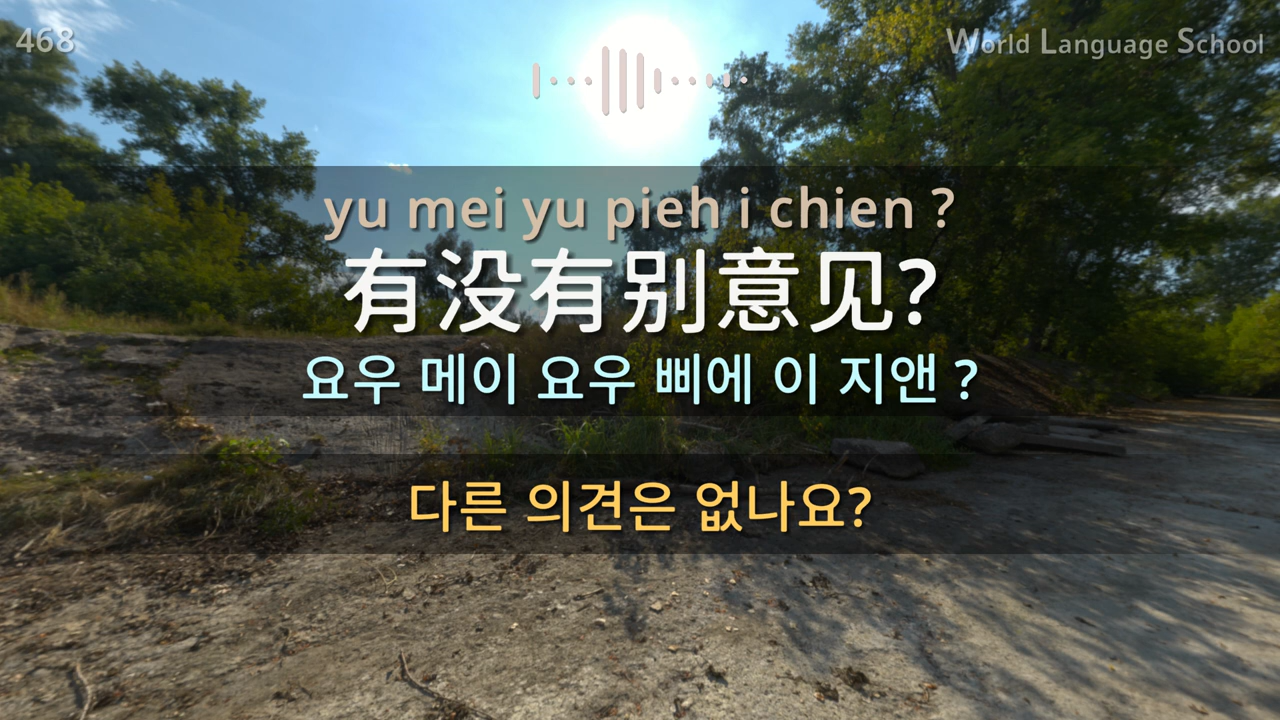 468
World Language School
yu mei yu pieh i chien ?
有没有别意见?
요우 메이 요우 삐에 이 지앤 ?
다른 의견은 없나요?